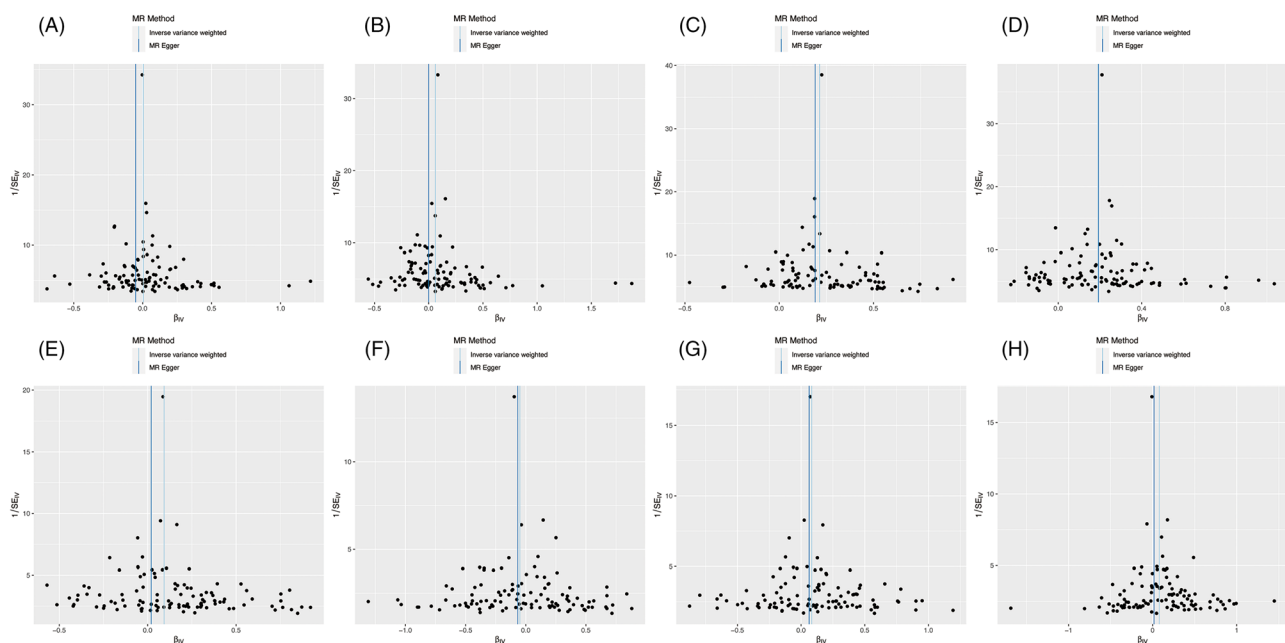 (A)
MR Method
Inverse variance weighted
MR Egger
30
20
10
1/SE_IV
−0.5 0.0 0.5 1.0
β_IV
(B)
MR Method
Inverse variance weighted
MR Egger
30
20
10
1/SE_IV
−0.5 0.0 0.5 1.0 1.5
β_IV
(C)
MR Method
Inverse variance weighted
MR Egger
40
30
20
10
1/SE_IV
0.0 0.5
β_IV
(D)
MR Method
Inverse variance weighted
MR Egger
30
20
10
1/SE_IV
0.0 0.4 0.8
β_IV
(E)
MR Method
Inverse variance weighted
MR Egger
20
15
10
5
1/SE_IV
−0.5 0.0 0.5
β_IV
(F)
MR Method
Inverse variance weighted
MR Egger
10
5
1/SE_IV
−1.0 −0.5 0.0 0.5
β_IV
(G)
MR Method
Inverse variance weighted
MR Egger
15
10
5
1/SE_IV
−0.5 0.0 0.5 1.0
β_IV
(H)
MR Method
Inverse variance weighted
MR Egger
15
10
5
1/SE_IV
−1 0 1
β_IV